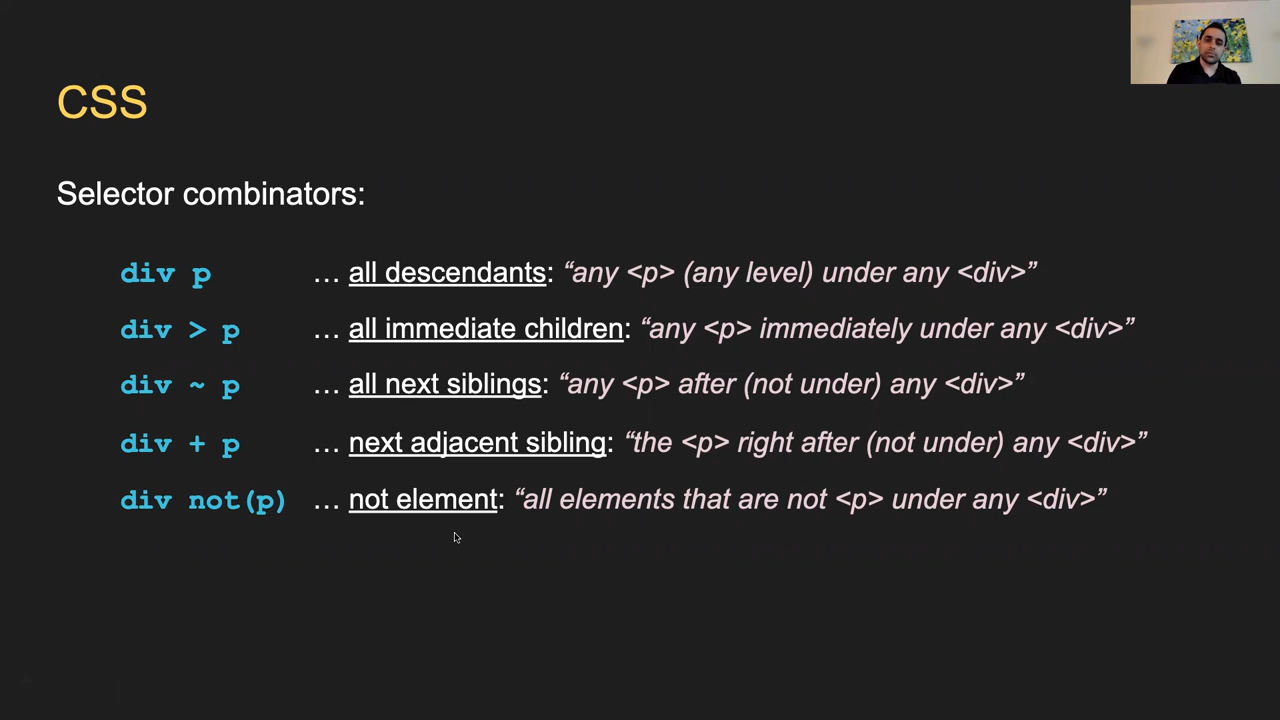 CSS
Selector combinators:
div p … all descendants: “any <p> (any level) under any <div>”
div > p … all immediate children: “any <p> immediately under any <div>”
div ~ p … all next siblings: “any <p> after (not under) any <div>”
div + p … next adjacent sibling: “the <p> right after (not under) any <div>”
div not(p) … not element: “all elements that are not <p> under any <div>”